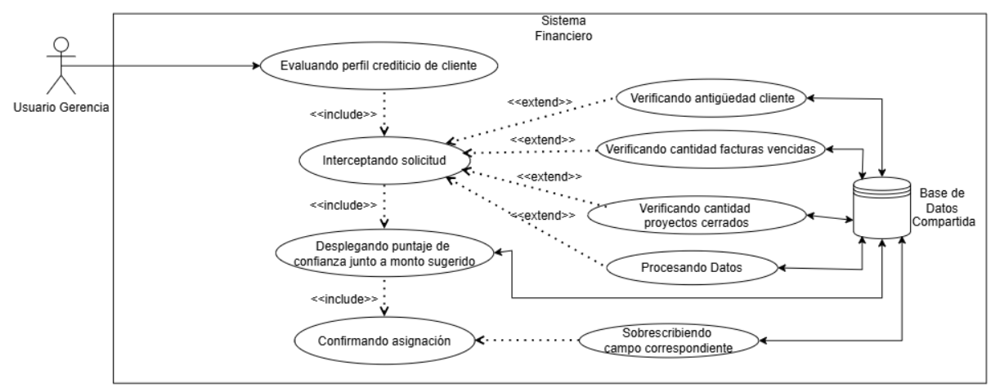 Sistema
Financiero
Usuario Gerencia
Evaluando perfil crediticio de cliente
<<include>>
<<extend>>
Verificando antigüedad cliente
Interceptando solicitud
<<extend>>
Verificando cantidad facturas vencidas
<<extend>>
Verificando cantidad
proyectos cerrados
Base de
Datos
Compartida
<<include>>
<<extend>>
Desplegando puntaje de
confianza junto a monto sugerido
Procesando Datos
<<include>>
Confirmando asignación
Sobrescribiendo
campo correspondiente